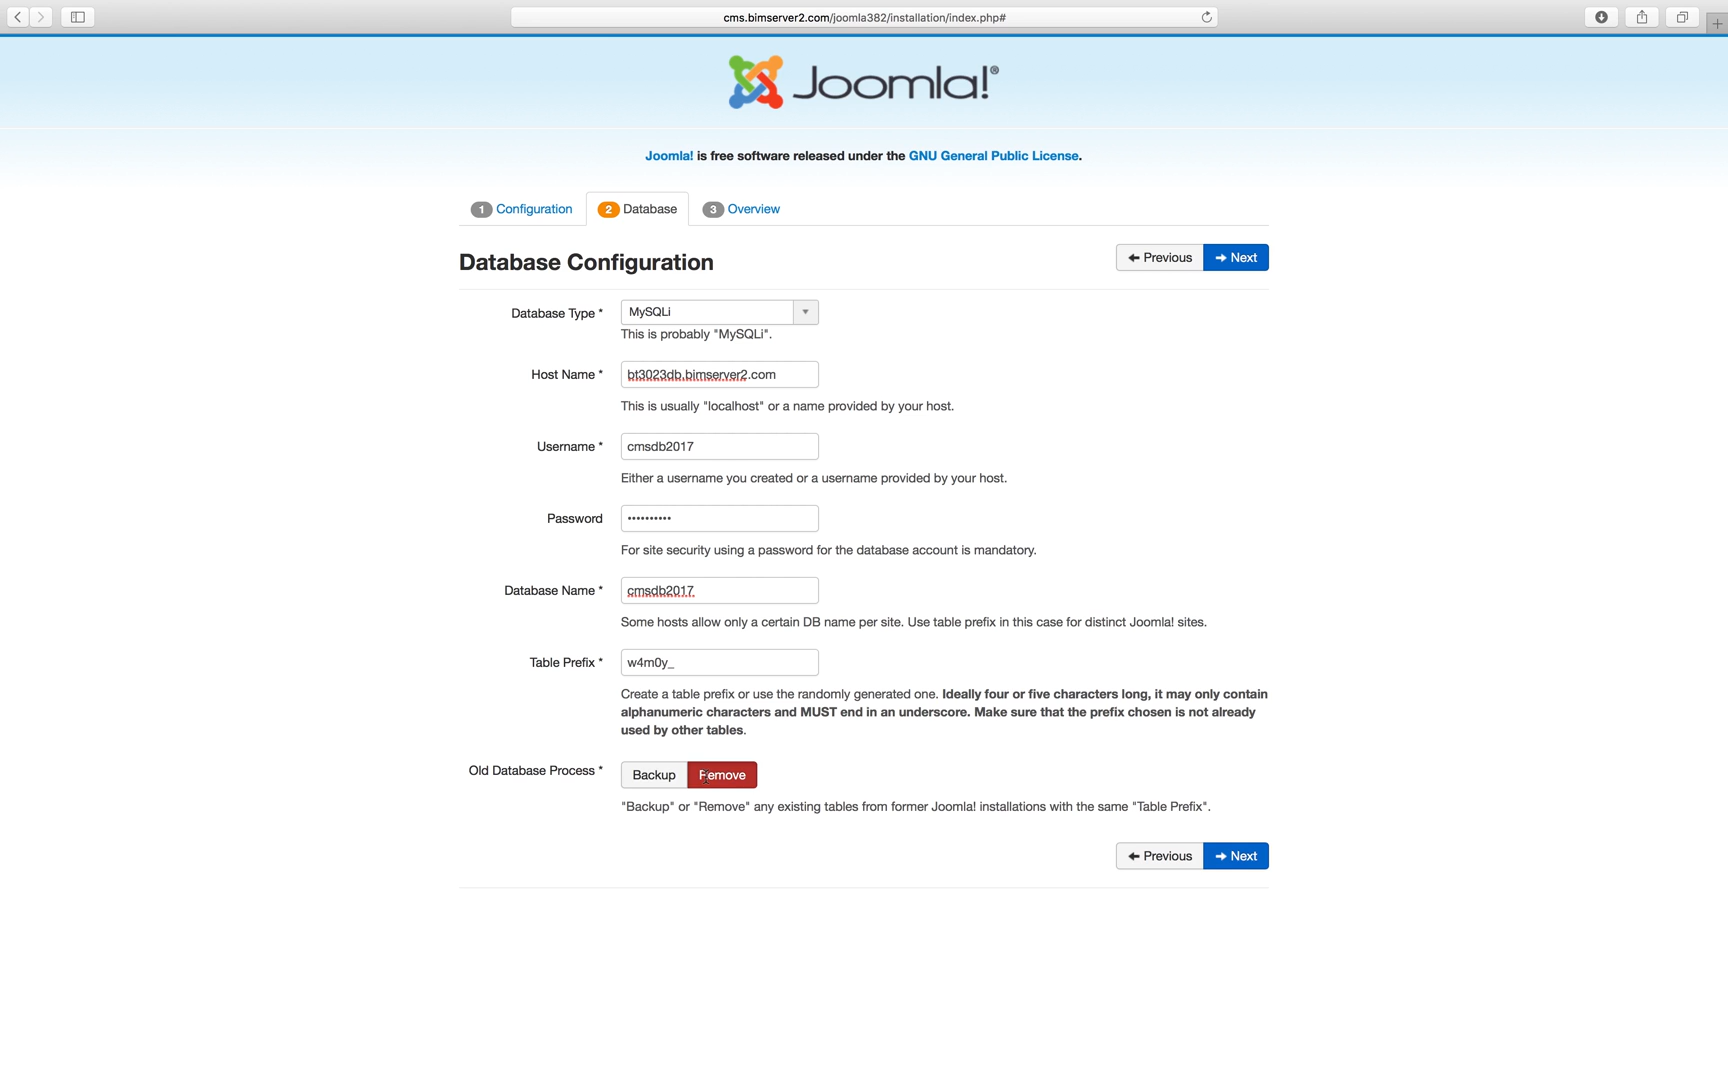 cms.bimserver2.com/joomla382/installation/index.php#
Joomla!®
Joomla! is free software released under the GNU General Public License.
1 Configuration
2 Database
3 Overview
Database Configuration
Previous
Next
Database Type *
MySQLi
This is probably "MySQLi".
Host Name *
bt3023db.bimserver2.com
This is usually "localhost" or a name provided by your host.
Username *
cmsdb2017
Either a username you created or a username provided by your host.
Password
••••••••••
For site security using a password for the database account is mandatory.
Database Name *
cmsdb2017
Some hosts allow only a certain DB name per site. Use table prefix in this case for distinct Joomla! sites.
Table Prefix *
w4m0y_
Create a table prefix or use the randomly generated one. Ideally four or five characters long, it may only contain
alphanumeric characters and MUST end in an underscore. Make sure that the prefix chosen is not already
used by other tables.
Old Database Process *
Backup
Remove
"Backup" or "Remove" any existing tables from former Joomla! installations with the same "Table Prefix".
Previous
Next